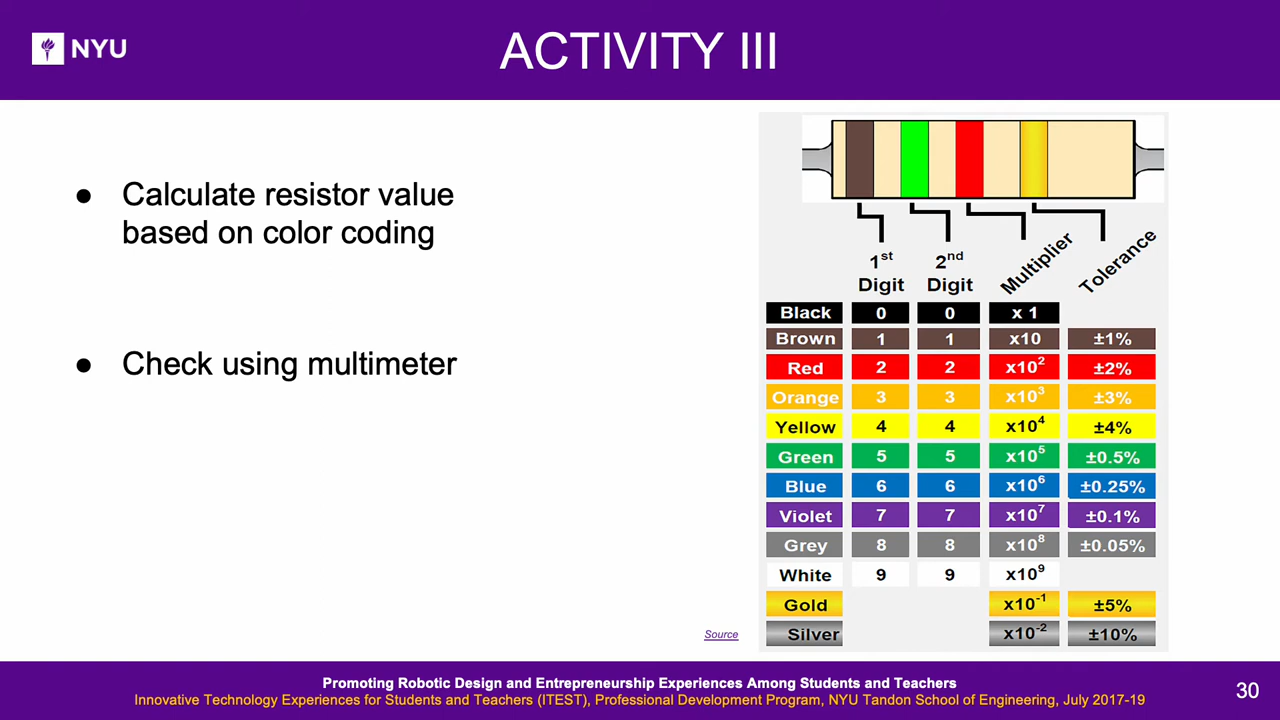 NYU
ACTIVITY III
● Calculate resistor value
based on color coding
● Check using multimeter
1st Digit 2nd Digit Multiplier Tolerance
Black 0 0 x 1
Brown 1 1 x10 ±1%
Red 2 2 x10² ±2%
Orange 3 3 x10³ ±3%
Yellow 4 4 x10⁴ ±4%
Green 5 5 x10⁵ ±0.5%
Blue 6 6 x10⁶ ±0.25%
Violet 7 7 x10⁷ ±0.1%
Grey 8 8 x10⁸ ±0.05%
White 9 9 x10⁹
Gold x10⁻¹ ±5%
Silver x10⁻² ±10%
Source
Promoting Robotic Design and Entrepreneurship Experiences Among Students and Teachers
Innovative Technology Experiences for Students and Teachers (ITEST), Professional Development Program, NYU Tandon School of Engineering, July 2017-19
30